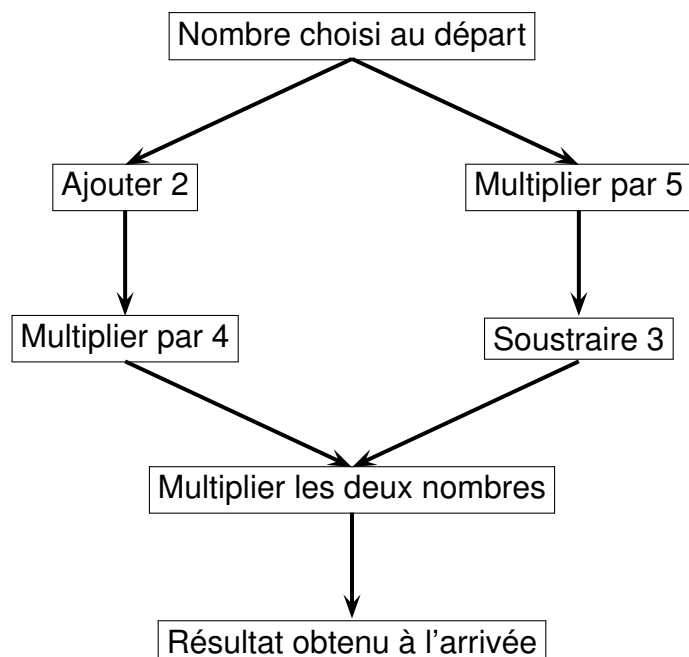 Nombre choisi au départ
Ajouter 2
Multiplier par 5
Multiplier par 4
Soustraire 3
Multiplier les deux nombres
Résultat obtenu à l'arrivée